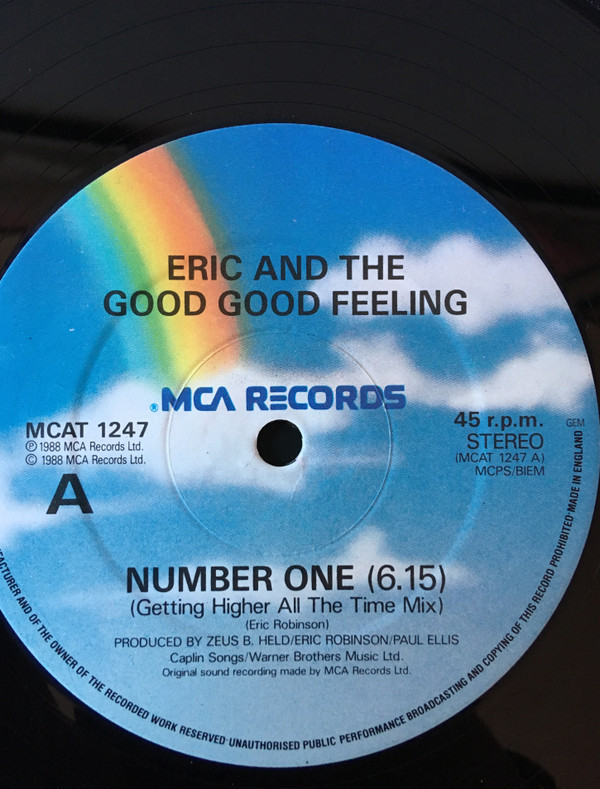 ERIC AND THE
GOOD GOOD FEELING
®MCA RECORDS
MCAT 1247
℗ 1988 MCA Records Ltd.
© 1988 MCA Records Ltd.
A
45 r.p.m.
STEREO
(MCAT 1247 A)
MCPS/BIEM
GEM
NUMBER ONE (6.15)
(Getting Higher All The Time Mix)
(Eric Robinson)
PRODUCED BY ZEUS B. HELD/ERIC ROBINSON/PAUL ELLIS
Caplin Songs/Warner Brothers Music Ltd.
Original sound recording made by MCA Records Ltd.
AND OF THE OWNER OF THE RECORDED WORK RESERVED·UNAUTHORISED PUBLIC PERFORMANCE BROADCASTING AND COPYING OF THIS RECORD PROHIBITED·MADE IN ENGLAND